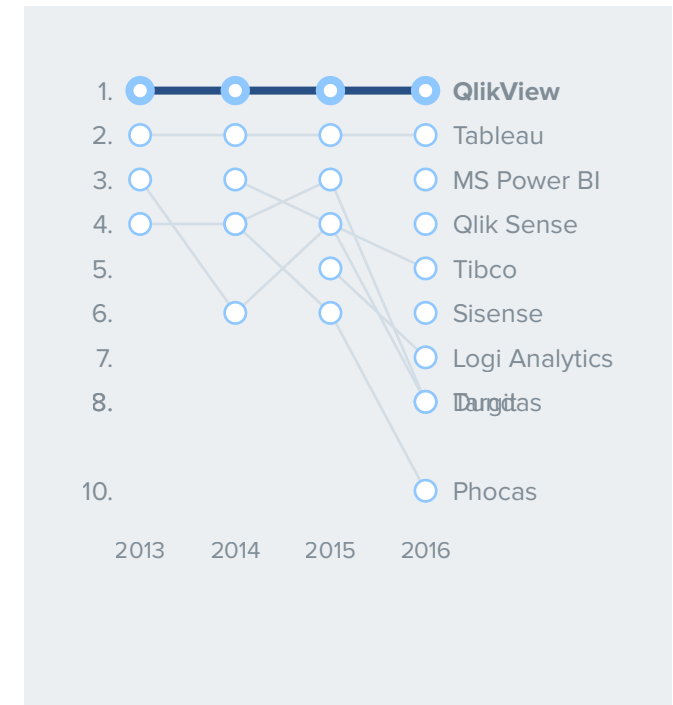 1. QlikView
2. Tableau
3. MS Power BI
4. Qlik Sense
5. Tibco
6. Sisense
7. Logi Analytics
8.
10. Phocas
2013 2014 2015 2016